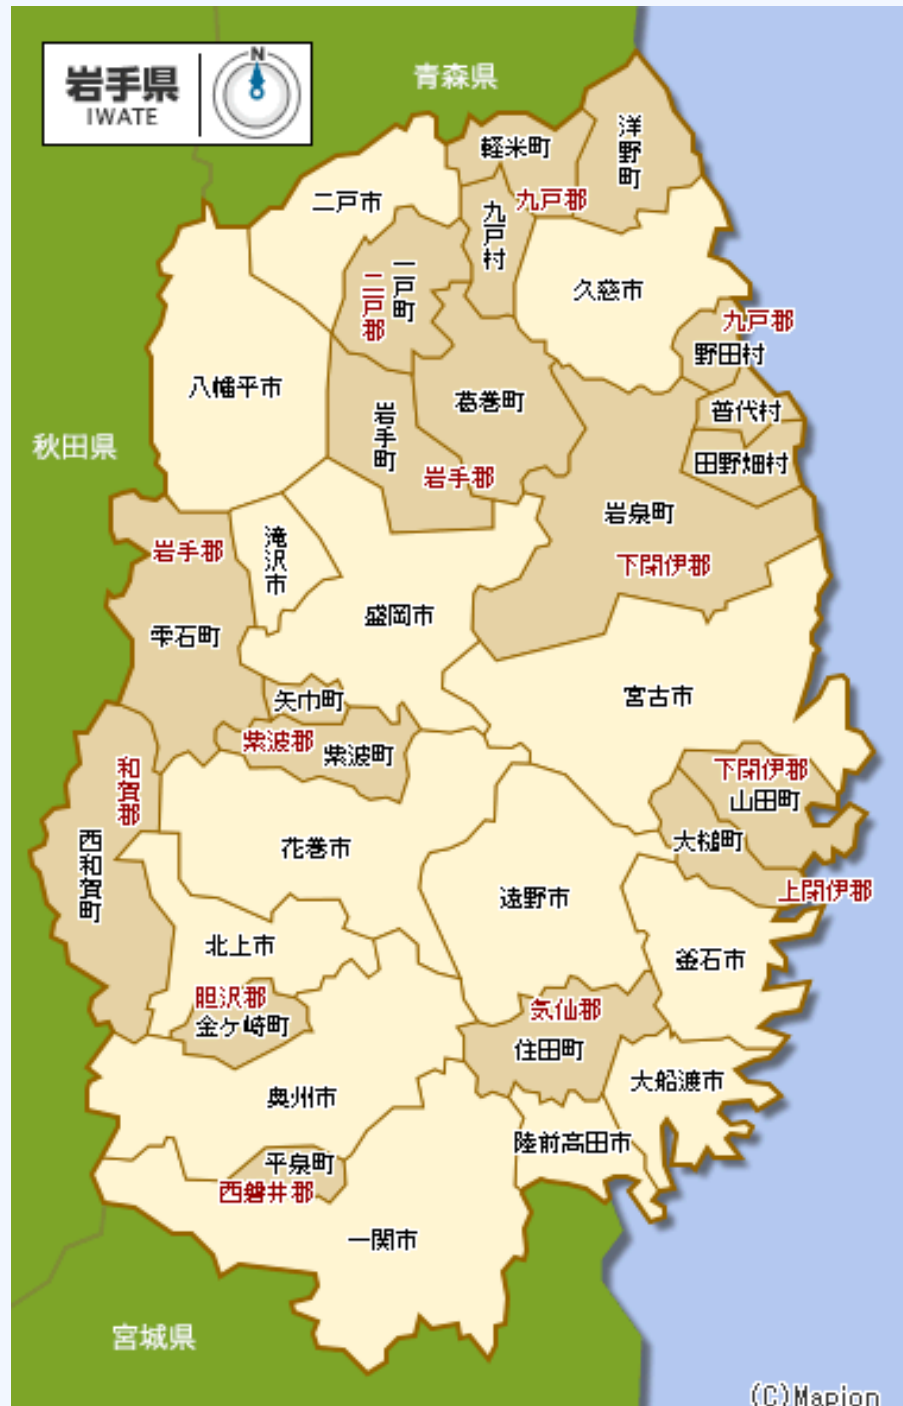 岩手県
IWATE
N
青森県
洋野町
軽米町
二戸市
九戸郡
九戸村
一戸町
二戸郡
久慈市
九戸郡
野田村
八幡平市
葛巻町
普代村
岩手町
秋田県
田野畑村
岩手郡
岩泉町
滝沢市
岩手郡
下閉伊郡
盛岡市
雫石町
宮古市
矢巾町
紫波郡
紫波町
下閉伊郡
和賀郡
山田町
大槌町
花巻市
西和賀町
上閉伊郡
遠野市
北上市
釜石市
胆沢郡
気仙郡
金ケ崎町
住田町
大船渡市
奥州市
陸前高田市
平泉町
西磐井郡
一関市
宮城県
(C)Mapion